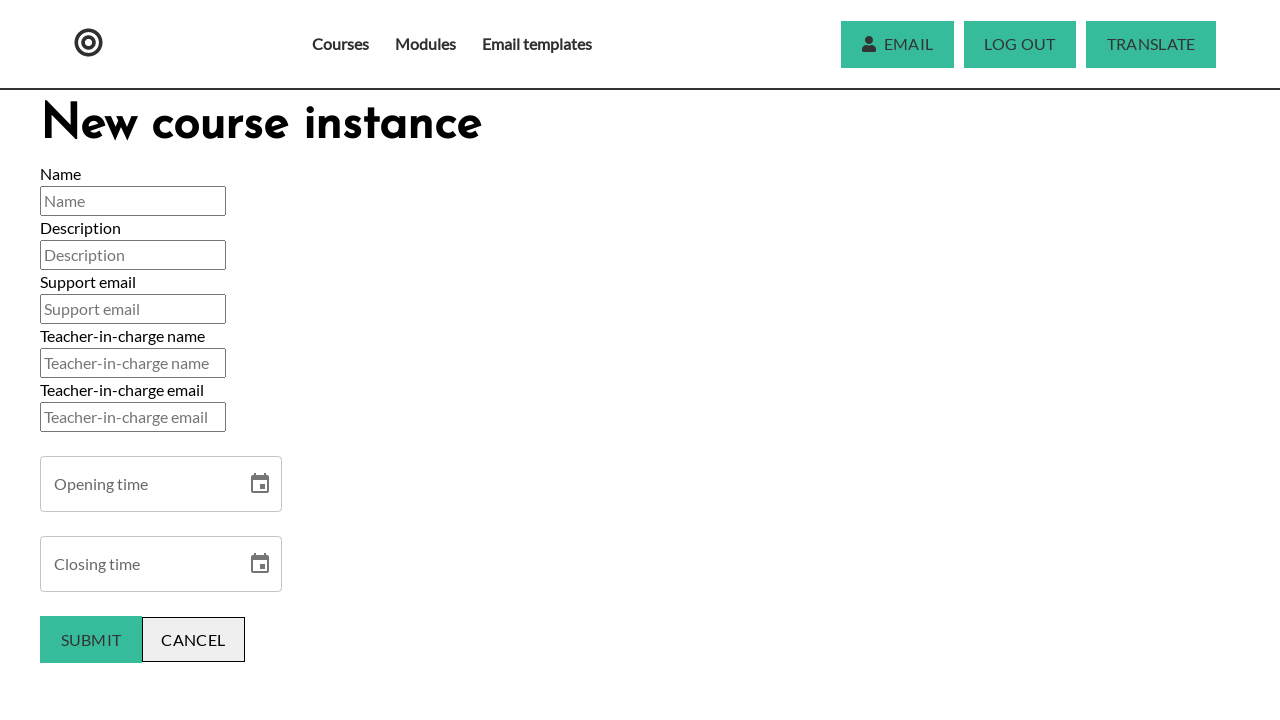 Courses Modules Email templates EMAIL LOG OUT TRANSLATE
New course instance
Name
Name
Description
Description
Support email
Support email
Teacher-in-charge name
Teacher-in-charge name
Teacher-in-charge email
Teacher-in-charge email
Opening time
Closing time
SUBMIT CANCEL